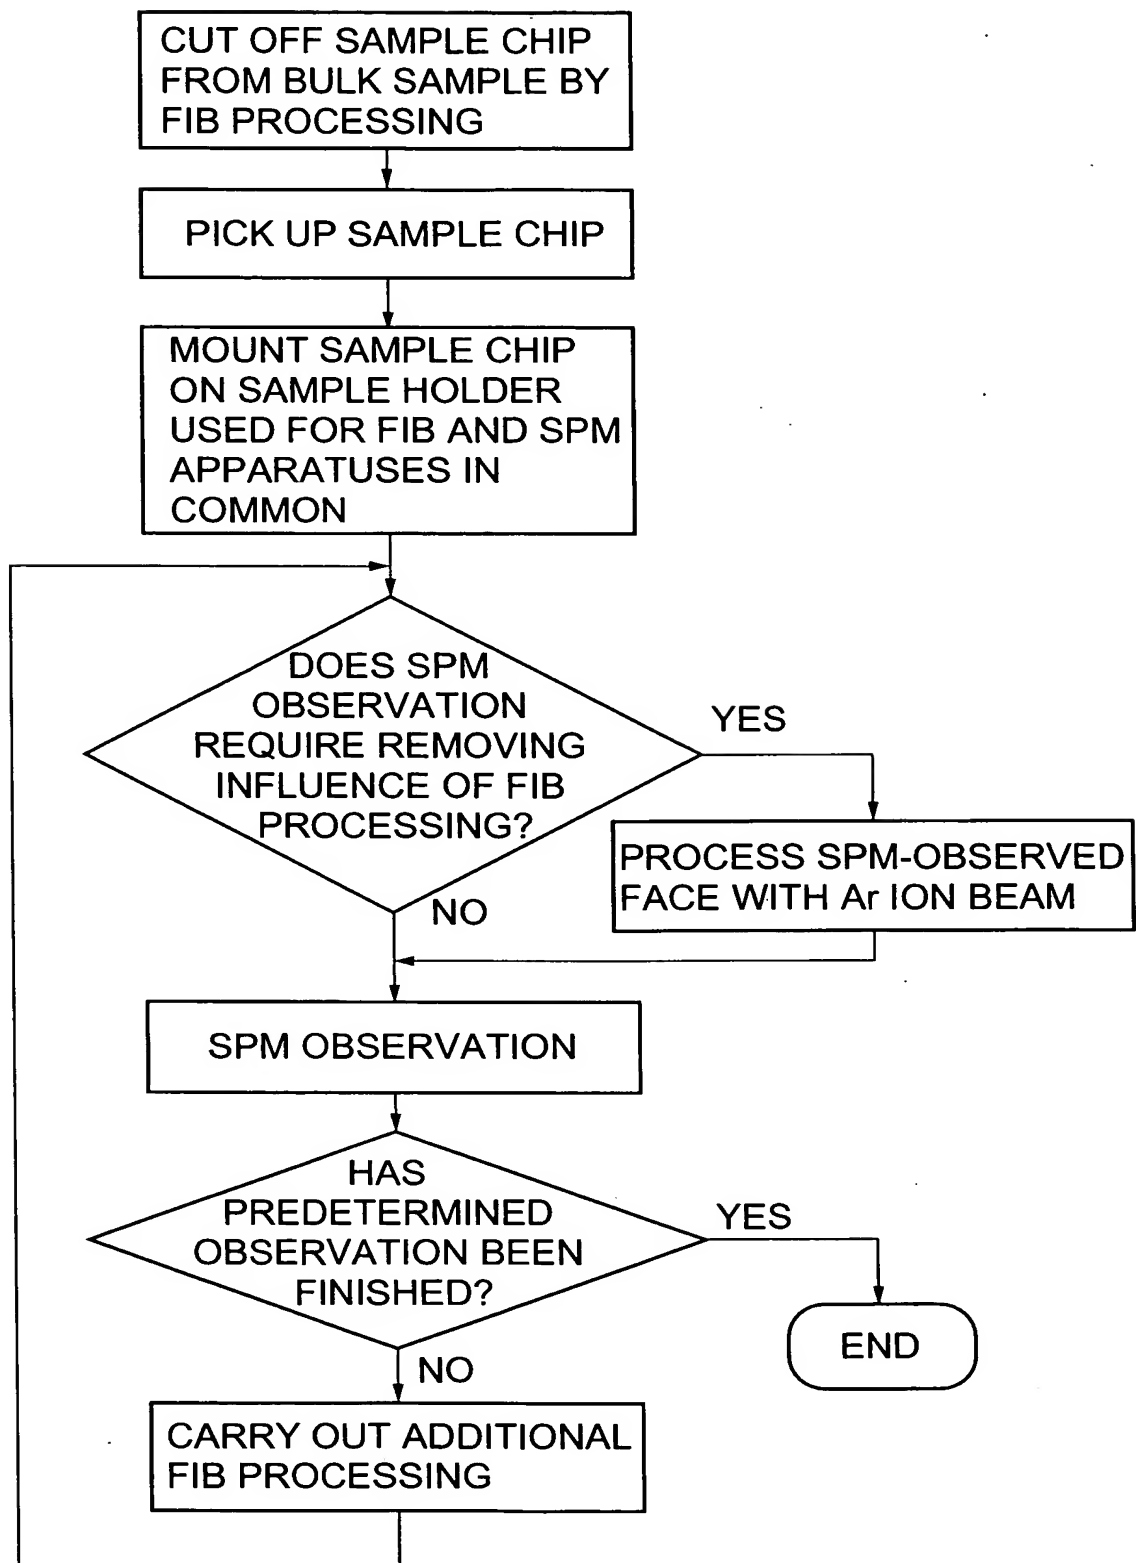 CUT OFF SAMPLE CHIP
FROM BULK SAMPLE BY
FIB PROCESSING
PICK UP SAMPLE CHIP
MOUNT SAMPLE CHIP
ON SAMPLE HOLDER
USED FOR FIB AND SPM
APPARATUSES IN
COMMON
DOES SPM
OBSERVATION
REQUIRE REMOVING
INFLUENCE OF FIB
PROCESSING?
YES
PROCESS SPM-OBSERVED
FACE WITH Ar ION BEAM
NO
SPM OBSERVATION
HAS
PREDETERMINED
OBSERVATION BEEN
FINISHED?
YES
END
NO
CARRY OUT ADDITIONAL
FIB PROCESSING